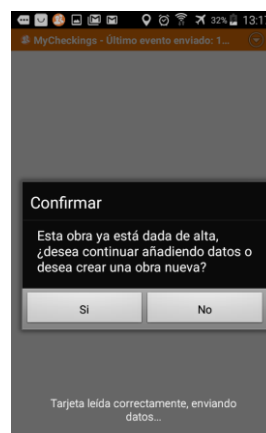 32% 13:17
MyCheckings - Último evento enviado: 1...
Confirmar
Esta obra ya está dada de alta,
¿desea continuar añadiendo datos o
desea crear una obra nueva?
Si No
Tarjeta leída correctamente, enviando
datos...